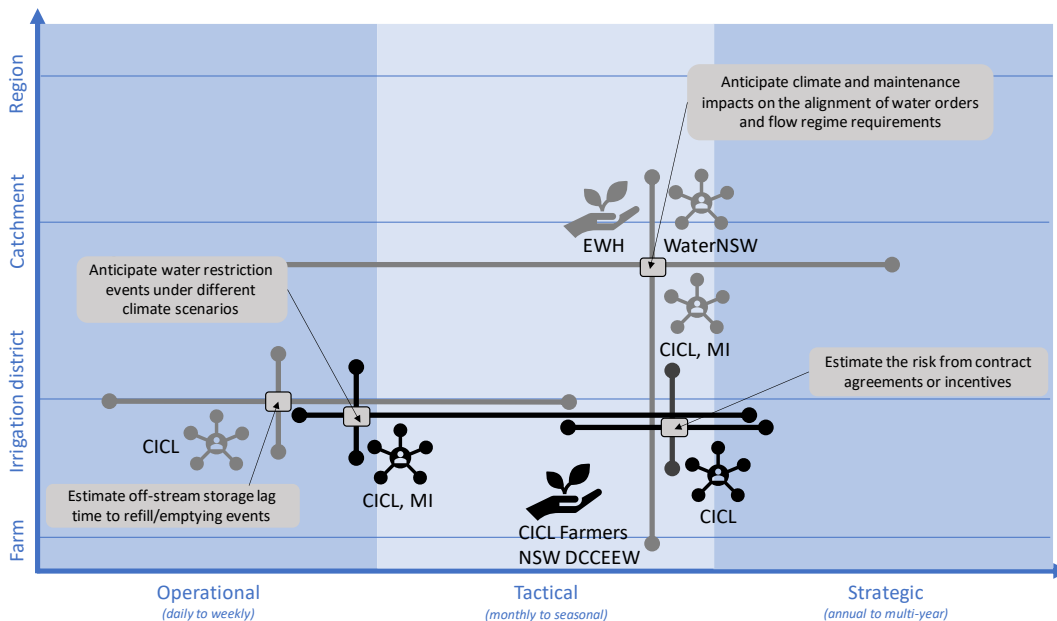 Region
Catchment
Irrigation district
Farm
Anticipate climate and maintenance
impacts on the alignment of water orders
and flow regime requirements
EWH
WaterNSW
Anticipate water restriction
events under different
climate scenarios
CICL, MI
Estimate the risk from contract
agreements or incentives
CICL
CICL, MI
Estimate off-stream storage lag
time to refill/emptying events
CICL
CICL Farmers
NSW DCCEEW
Operational
(daily to weekly)
Tactical
(monthly to seasonal)
Strategic
(annual to multi-year)